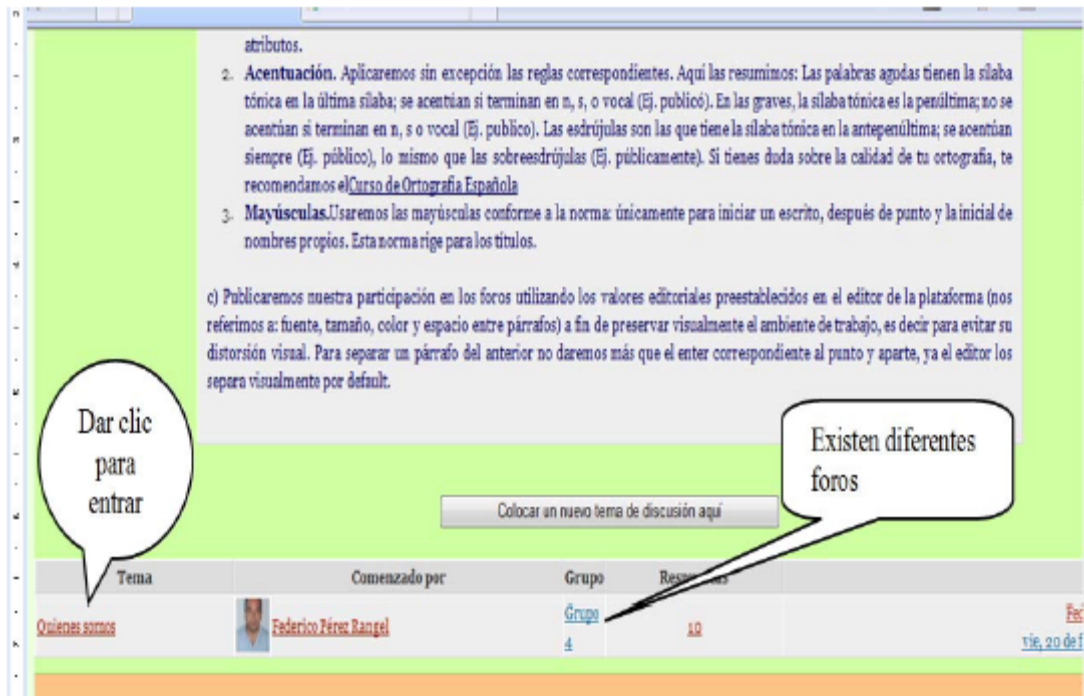 atributos.
2. Acentuación. Aplicaremos sin excepción las reglas correspondientes. Aquí las resumimos: Las palabras agudas tienen la sílaba
tónica en la última sílaba; se acentúan si terminan en n, s, o vocal (Ej. publicó). En las graves, la sílaba tónica es la penúltima; no se
acentúan si terminan en n, s o vocal (Ej. publico). Las esdrújulas son las que tiene la sílaba tónica en la antepenúltima; se acentúan
siempre (Ej. público), lo mismo que las sobreesdrújulas (Ej. públicamente). Si tienes duda sobre la calidad de tu ortografía, te
recomendamos elCurso de Ortografía Española
3. Mayúsculas.Usaremos las mayúsculas conforme a la norma: únicamente para iniciar un escrito, después de punto y la inicial de
nombres propios. Esta norma rige para los títulos.
c) Publicaremos nuestra participación en los foros utilizando los valores editoriales preestablecidos en el editor de la plataforma (nos
referimos a: fuente, tamaño, color y espacio entre párrafos) a fin de preservar visualmente el ambiente de trabajo, es decir para evitar su
distorsión visual. Para separar un párrafo del anterior no daremos más que el enter correspondiente al punto y aparte, ya el editor los
separa visualmente por default.
Dar clic
para
entrar
Existen diferentes
foros
Colocar un nuevo tema de discusión aquí
Tema Comenzado por Grupo
Quienes somos Federico Pérez Rangel Grupo
4 10 Fec
vie, 20 de f